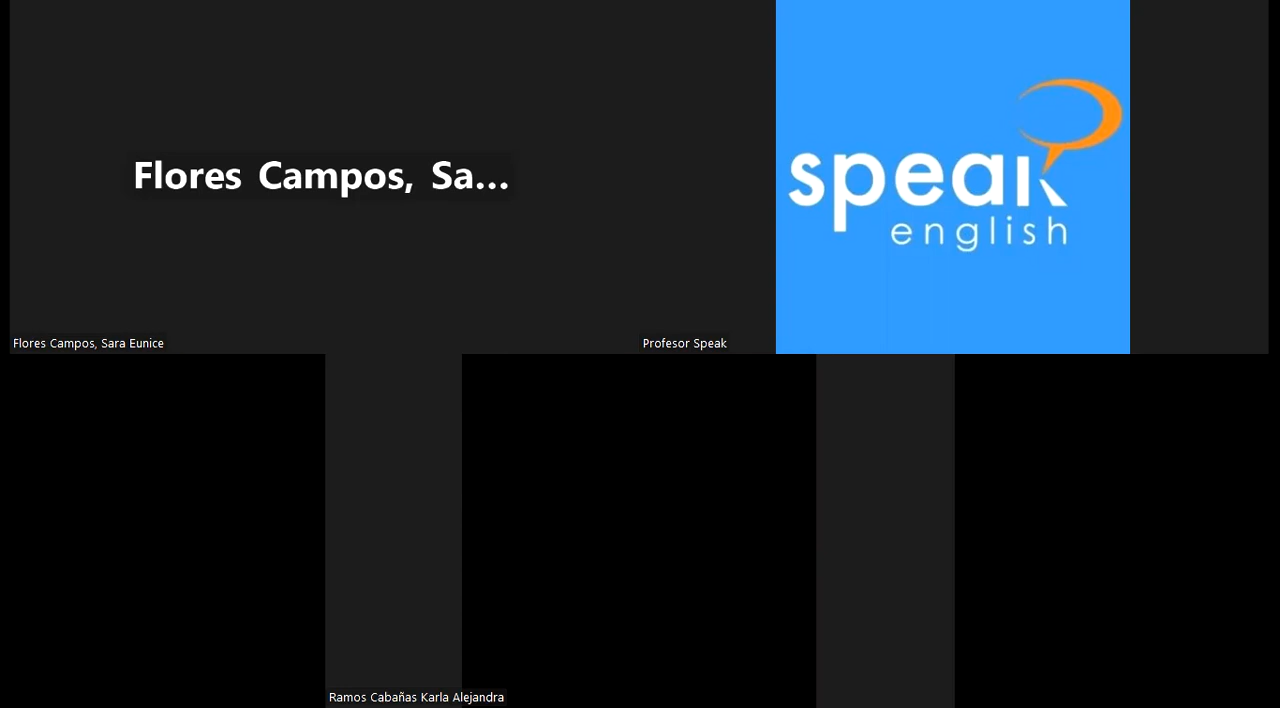 Flores Campos, Sa...
speak
english
Flores Campos, Sara Eunice
Profesor Speak
Ramos Cabañas Karla Alejandra